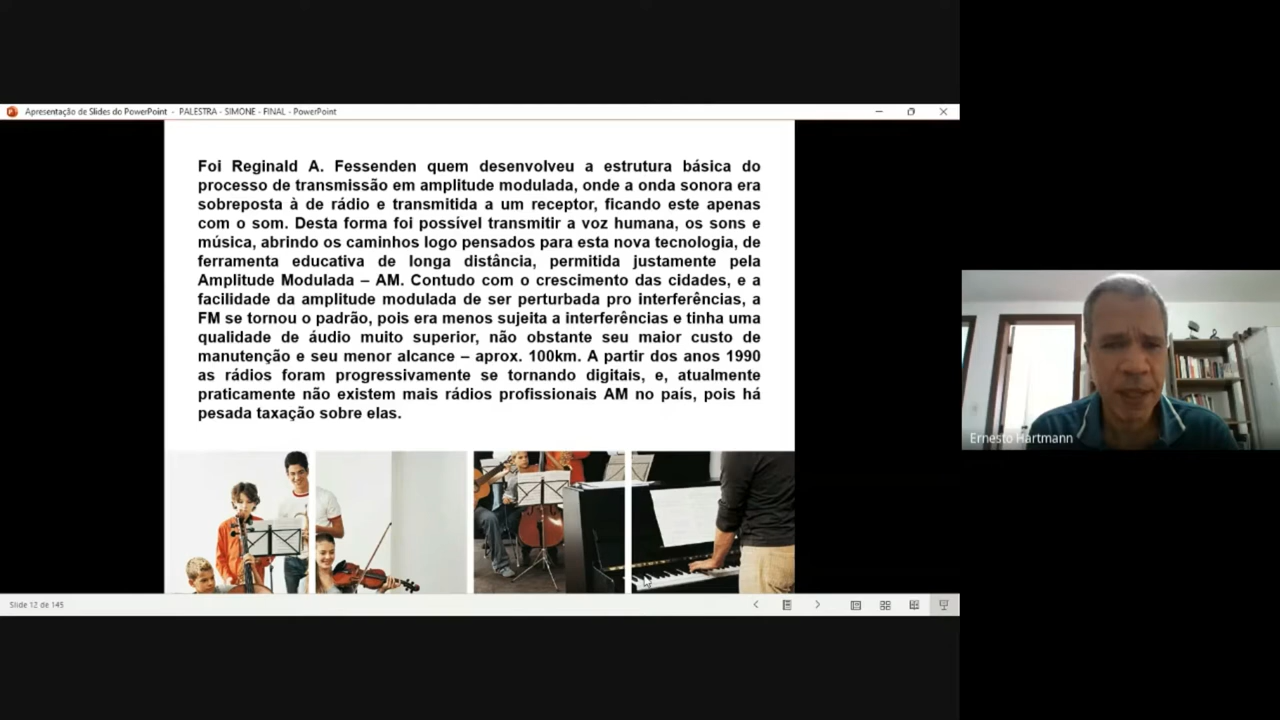 Apresentação de Slides do PowerPoint - PALESTRA - SIMONE - FINAL - PowerPoint
Foi Reginald A. Fessenden quem desenvolveu a estrutura básica do
processo de transmissão em amplitude modulada, onde a onda sonora era
sobreposta à de rádio e transmitida a um receptor, ficando este apenas
com o som. Desta forma foi possível transmitir a voz humana, os sons e
música, abrindo os caminhos logo pensados para esta nova tecnologia, de
ferramenta educativa de longa distância, permitida justamente pela
Amplitude Modulada – AM. Contudo com o crescimento das cidades, e a
facilidade da amplitude modulada de ser perturbada pro interferências, a
FM se tornou o padrão, pois era menos sujeita a interferências e tinha uma
qualidade de áudio muito superior, não obstante seu maior custo de
manutenção e seu menor alcance – aprox. 100km. A partir dos anos 1990
as rádios foram progressivamente se tornando digitais, e, atualmente
praticamente não existem mais rádios profissionais AM no país, pois há
pesada taxação sobre elas.
Ernesto Hartmann
Slide 12 de 145